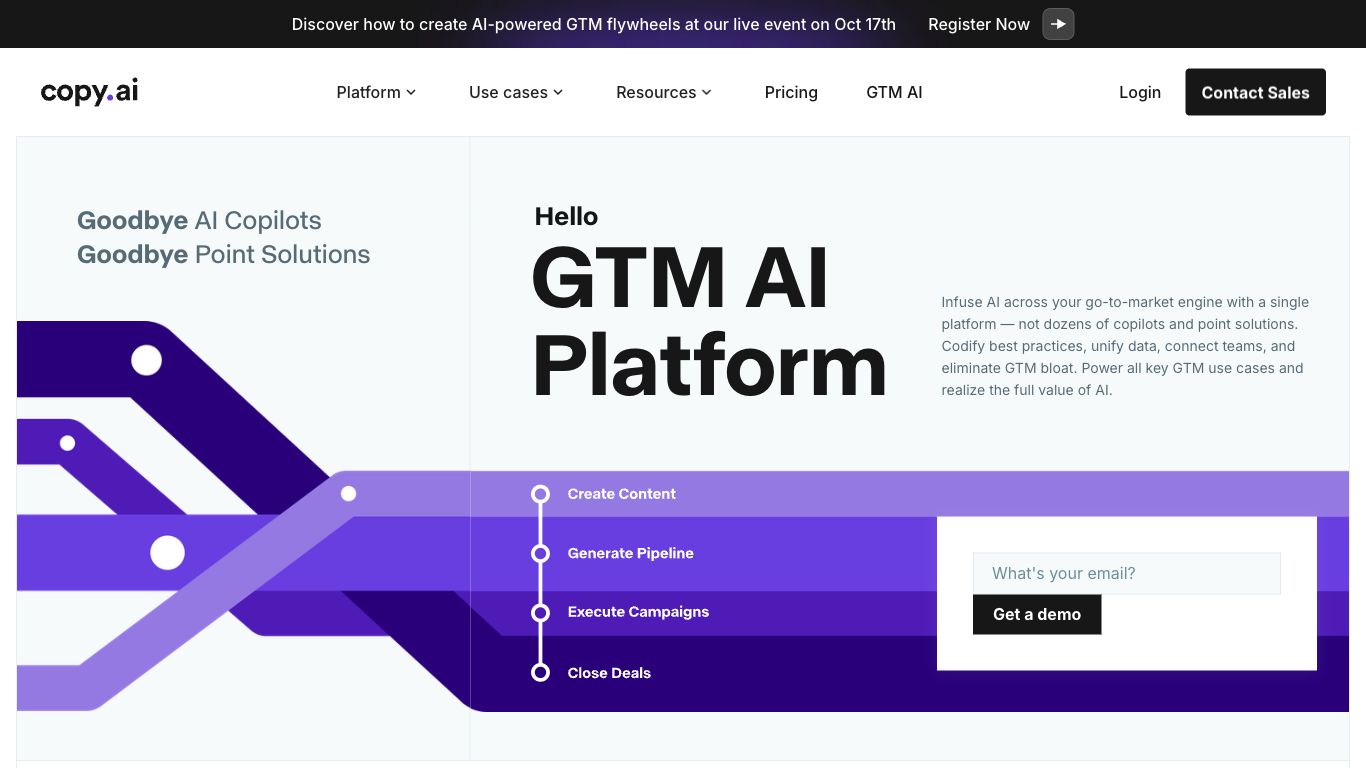 Discover how to create AI-powered GTM flywheels at our live event on Oct 17th Register Now
copy.ai
Platform Use cases Resources Pricing GTM AI Login Contact Sales
Goodbye AI Copilots
Goodbye Point Solutions
Hello
GTM AI
Platform
Infuse AI across your go-to-market engine with a single
platform — not dozens of copilots and point solutions.
Codify best practices, unify data, connect teams, and
eliminate GTM bloat. Power all key GTM use cases and
realize the full value of AI.
Create Content
Generate Pipeline
Execute Campaigns
Close Deals
What's your email?
Get a demo